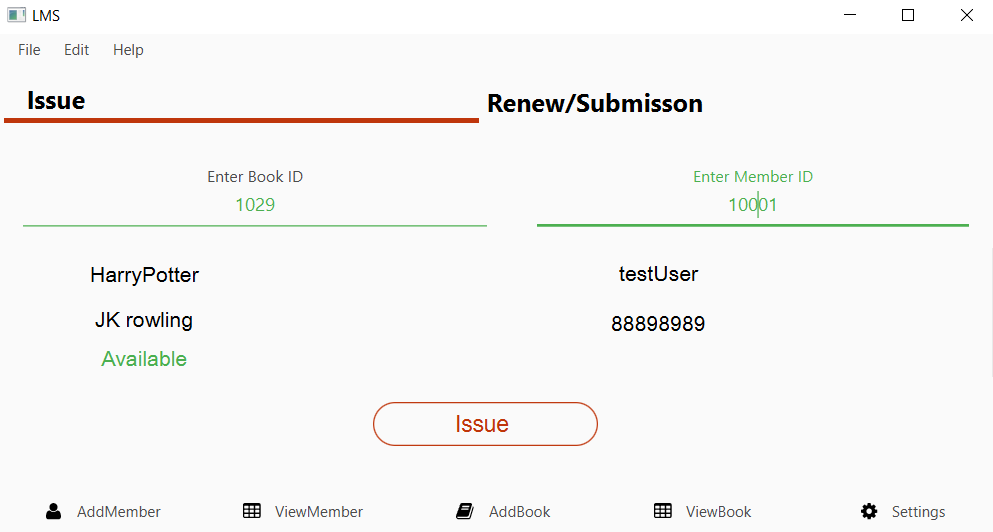 LMS
File Edit Help
Issue Renew/Submisson
Enter Book ID Enter Member ID
1029 10001
HarryPotter testUser
JK rowling 88898989
Available
Issue
AddMember ViewMember AddBook ViewBook Settings